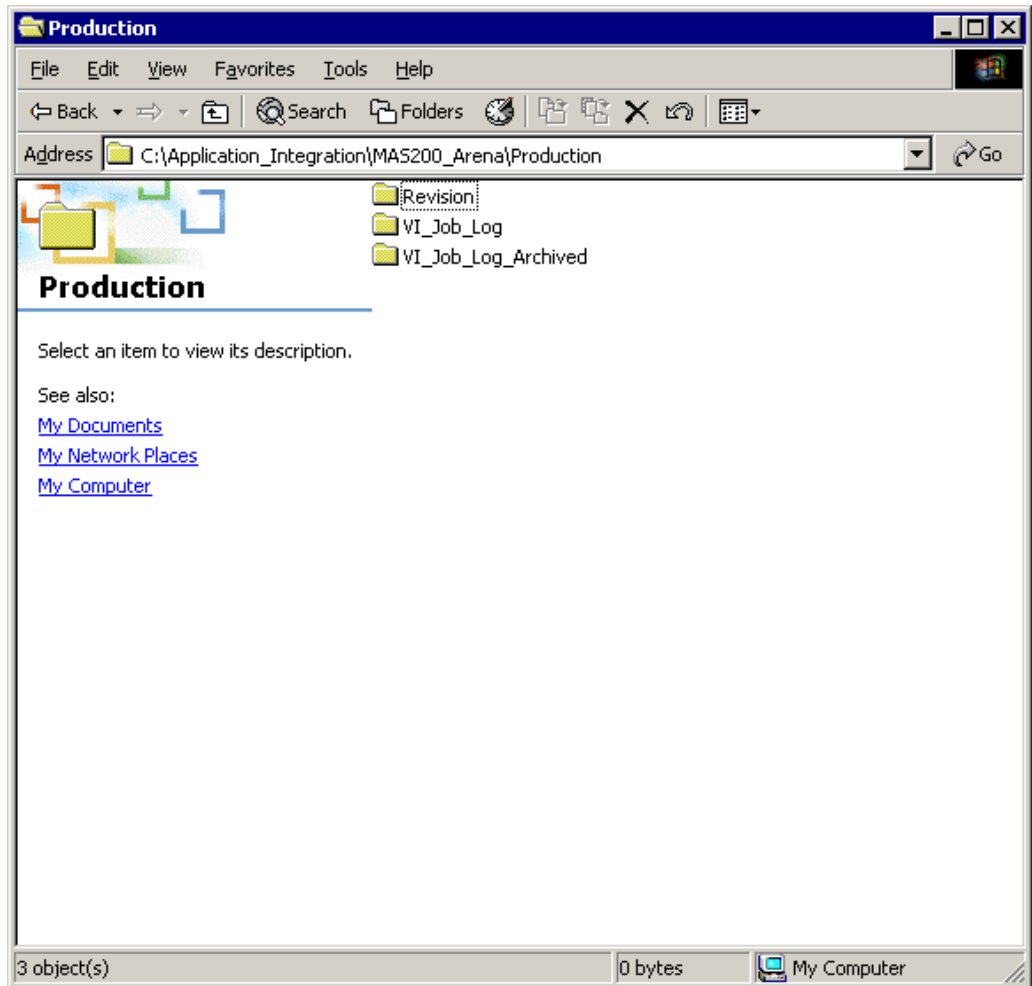 Production
File Edit View Favorites Tools Help
Back Search Folders
Address C:\Application_Integration\MAS200_Arena\Production Go
Revision
VI_Job_Log
VI_Job_Log_Archived
Production
Select an item to view its description.
See also:
My Documents
My Network Places
My Computer
3 object(s) 0 bytes My Computer